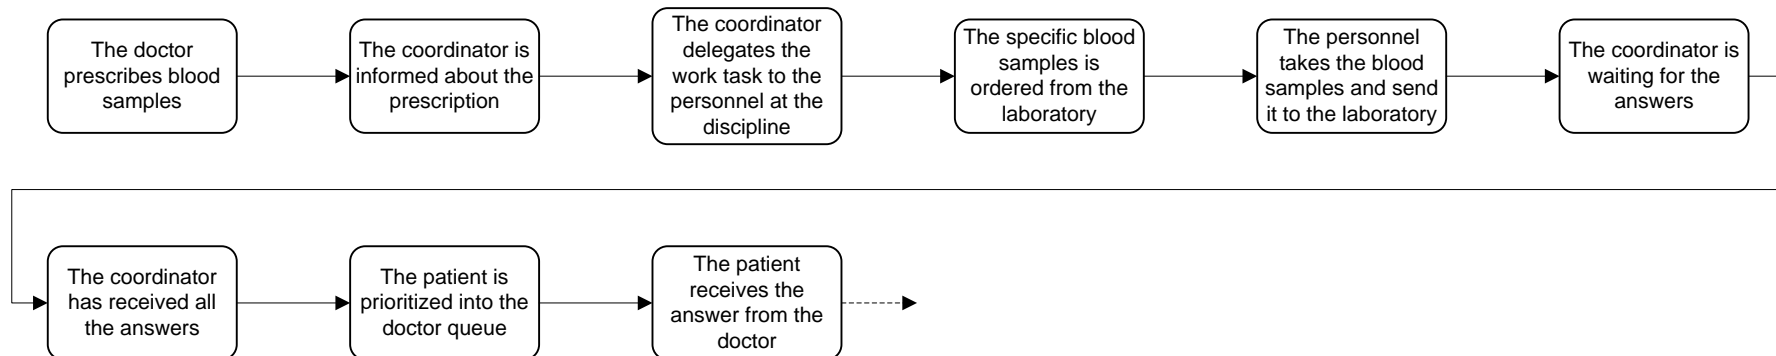 The doctor
prescribes blood
samples
The coordinator is
informed about the
prescription
The coordinator
delegates the
work task to the
personnel at the
discipline
The specific blood
samples is
ordered from the
laboratory
The personnel
takes the blood
samples and send
it to the laboratory
The coordinator is
waiting for the
answers
The coordinator
has received all
the answers
The patient is
prioritized into the
doctor queue
The patient
receives the
answer from the
doctor